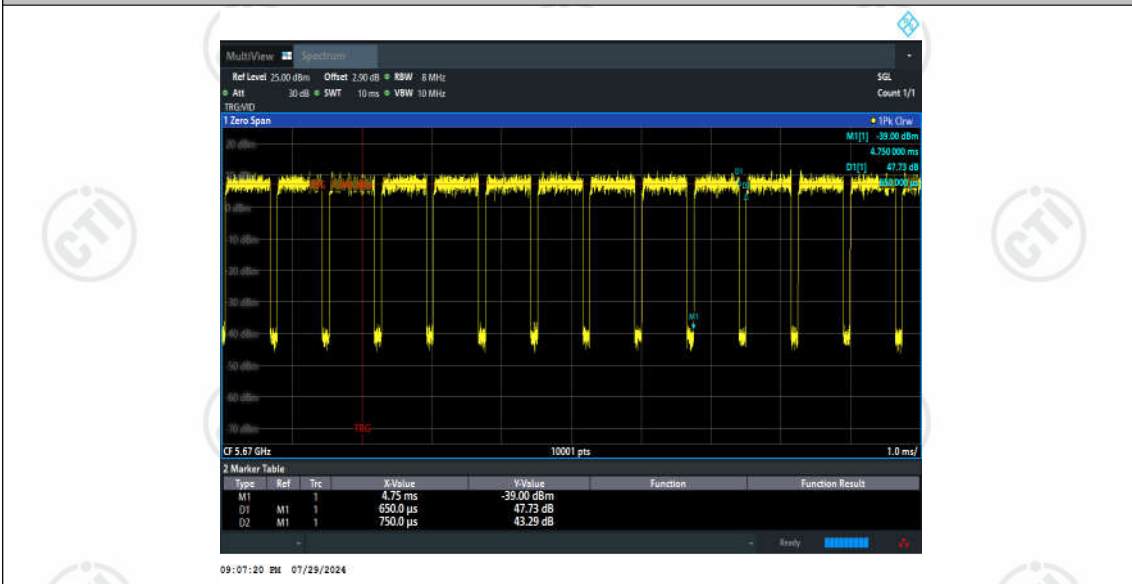 MultiView Spectrum
Ref Level 25.00 dBm Offset 2.90 dB RBW 8 MHz SGL
Att 30 dB SWT 10 ms VBW 10 MHz Count 1/1
TRG:VID
1 Zero Span 1Pk Clrw
M1[1] -39.00 dBm
20 dBm
4.750 000 ms
D1[1] 47.73 dB
650.000 µs
D1
D2
0 dBm
-10 dBm
-20 dBm
-30 dBm
M1
-40 dBm
-50 dBm
-60 dBm
-70 dBm TRG
CF 5.67 GHz 10001 pts 1.0 ms/
2 Marker Table
Type Ref Trc X-Value Y-Value Function Function Result
M1 1 4.75 ms -39.00 dBm
D1 M1 1 650.0 µs 47.73 dB
D2 M1 1 750.0 µs 43.29 dB
Ready
09:07:20 PM 07/29/2024
CTI
CTI